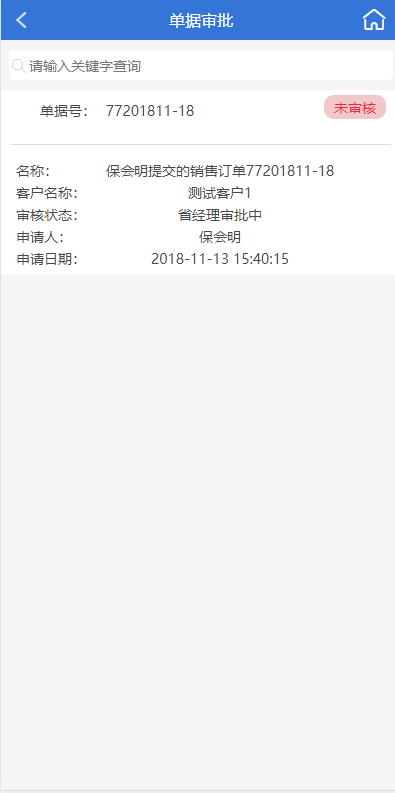 单据审批
请输入关键字查询
单据号： 77201811-18 未审核
名称： 保会明提交的销售订单77201811-18
客户名称： 测试客户1
审核状态： 省经理审批中
申请人： 保会明
申请日期： 2018-11-13 15:40:15